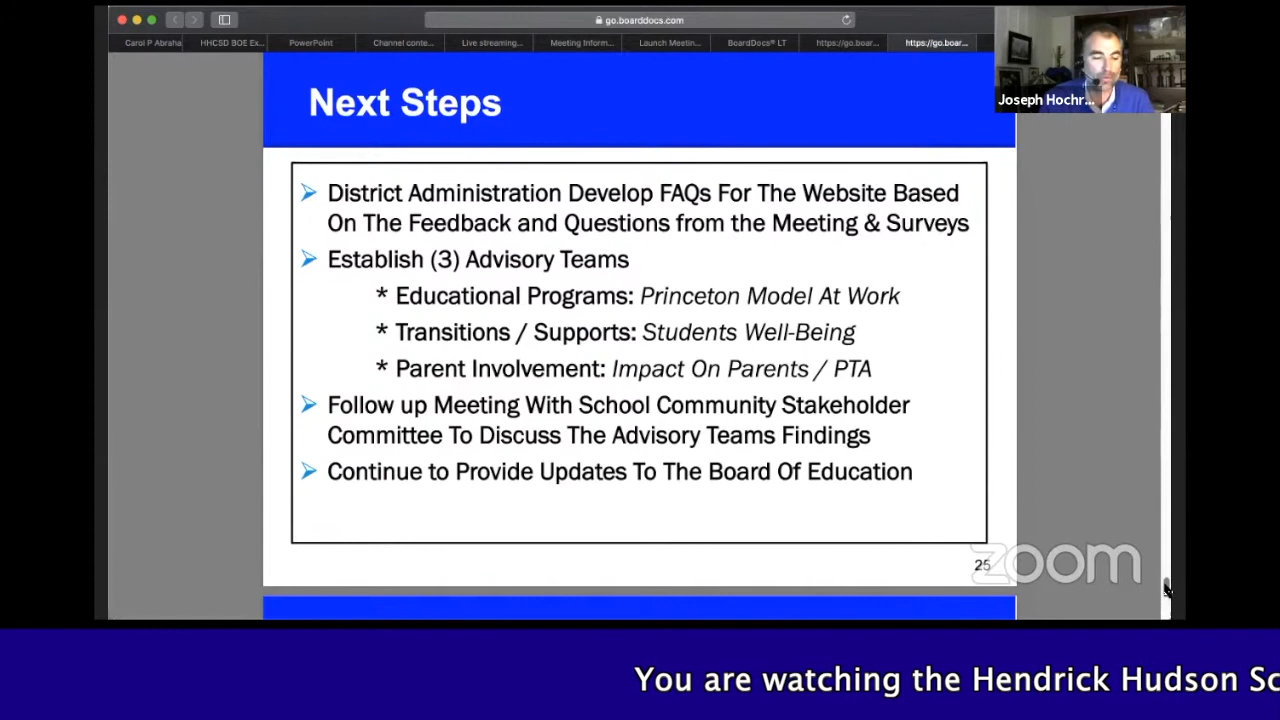 go.boarddocs.com
Carol P Abraha
HHCSD BOE Ex...
PowerPoint
Channel conte...
Live streaming...
Meeting Inform...
Launch Meetin...
BoardDocs® LT
https://go.boar...
https://go.boar...
Next Steps
Joseph Hochr...
➢ District Administration Develop FAQs For The Website Based
On The Feedback and Questions from the Meeting & Surveys
➢ Establish (3) Advisory Teams
* Educational Programs: Princeton Model At Work
* Transitions / Supports: Students Well-Being
* Parent Involvement: Impact On Parents / PTA
➢ Follow up Meeting With School Community Stakeholder
Committee To Discuss The Advisory Teams Findings
➢ Continue to Provide Updates To The Board Of Education
25
zoom
You are watching the Hendrick Hudson Sc